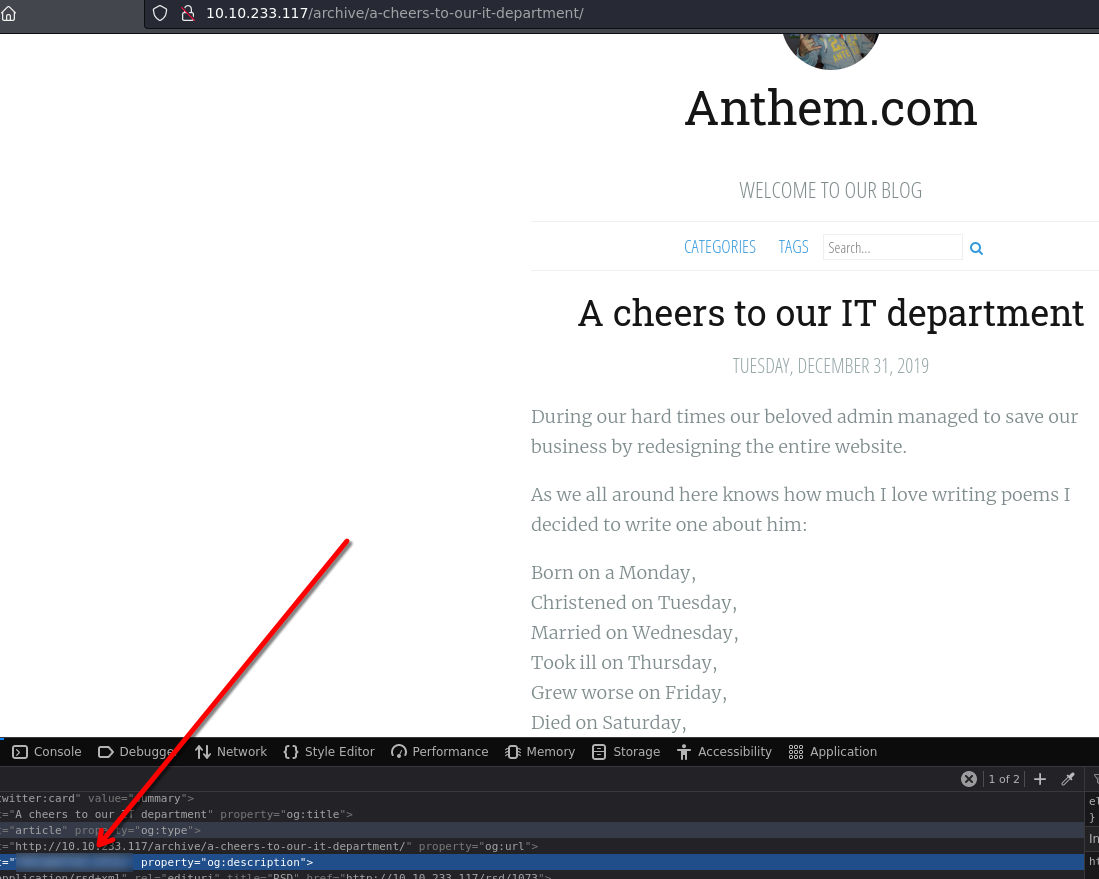 10.10.233.117/archive/a-cheers-to-our-it-department/
Anthem.com
WELCOME TO OUR BLOG
CATEGORIES TAGS Search...
A cheers to our IT department
TUESDAY, DECEMBER 31, 2019
During our hard times our beloved admin managed to save our
business by redesigning the entire website.
As we all around here knows how much I love writing poems I
decided to write one about him:
Born on a Monday,
Christened on Tuesday,
Married on Wednesday,
Took ill on Thursday,
Grew worse on Friday,
Died on Saturday,
Console Debugger Network Style Editor Performance Memory Storage Accessibility Application
1 of 2
witter:card" value="summary">
="A cheers to our IT department" property="og:title">
="article" property="og:type">
="http://10.10.233.117/archive/a-cheers-to-our-it-department/" property="og:url">
=" property="og:description">
pplication/rsd+xml" rel="edituri" title="RSD" href="http://10.10.233.117/rsd/1073">
el
}
In